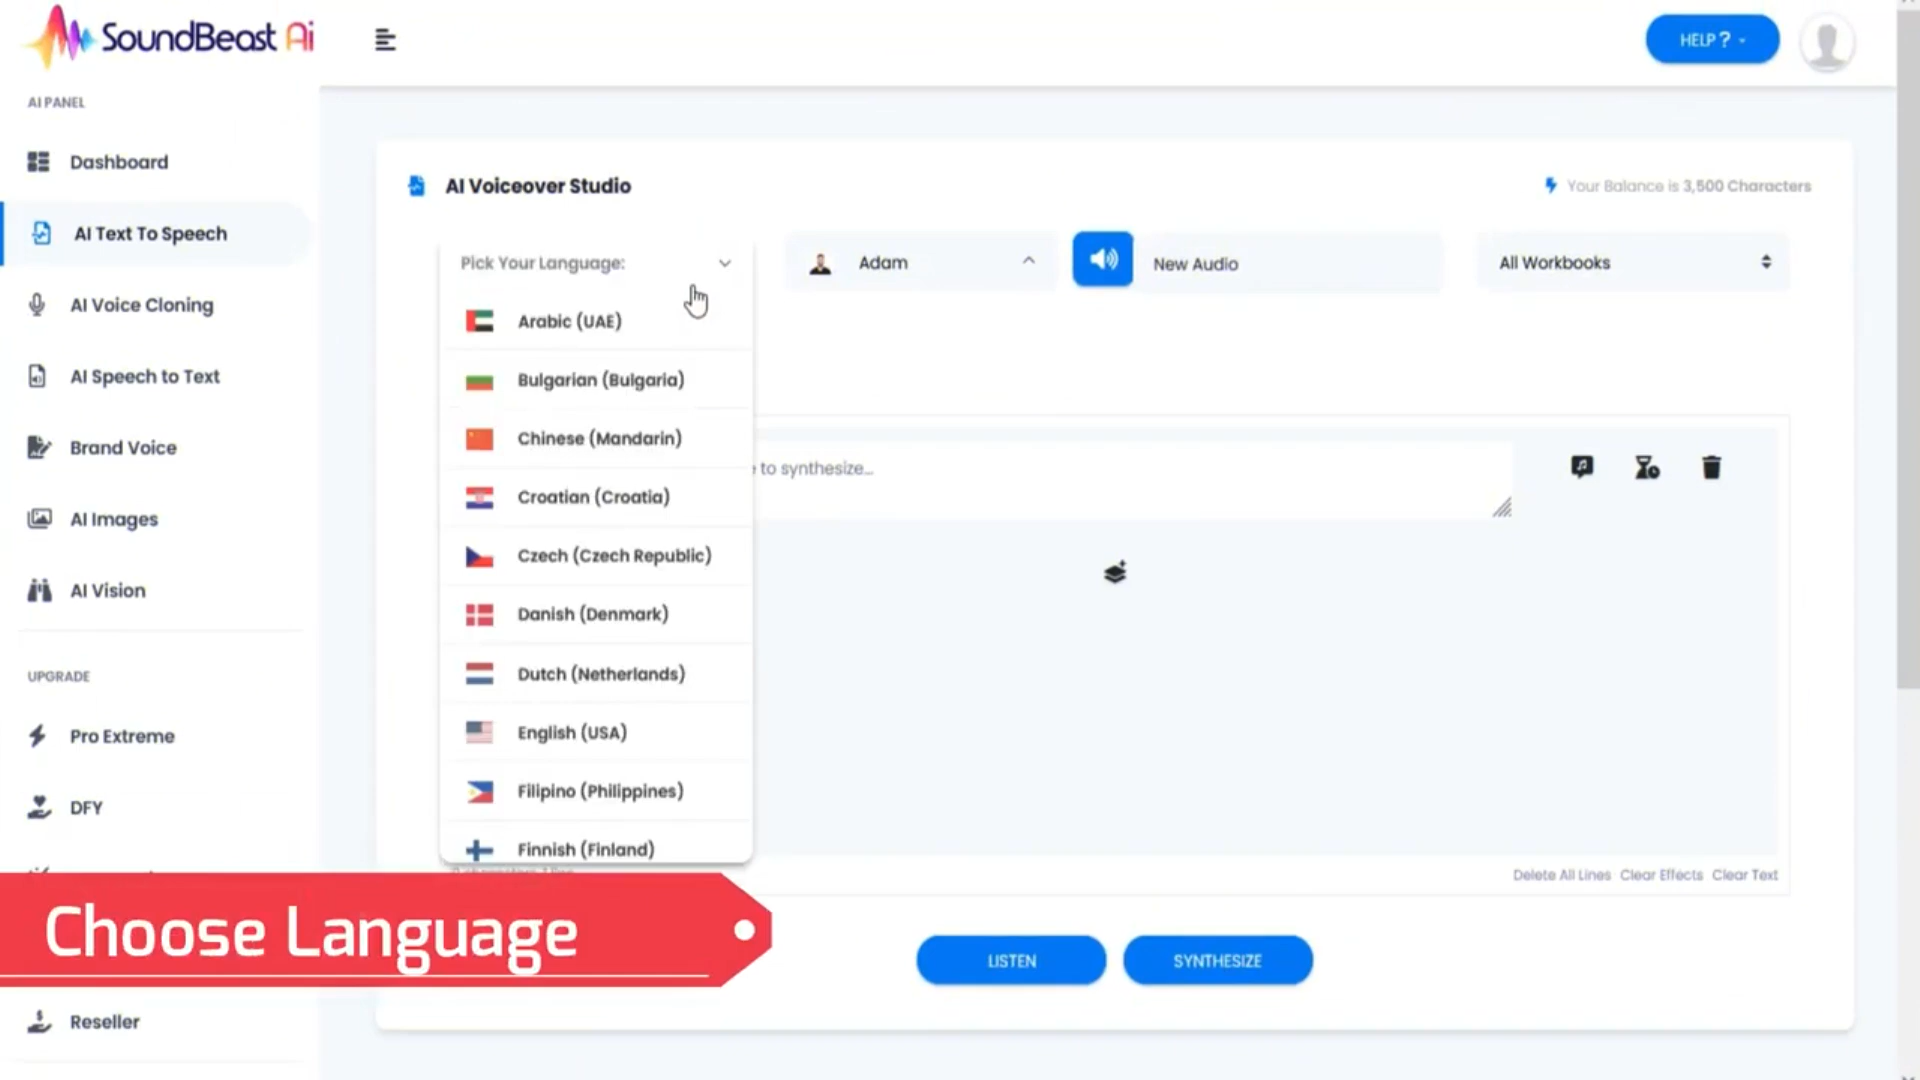 SoundBeast Ai
HELP ?
AI PANEL
Dashboard
AI Text To Speech
AI Voice Cloning
AI Speech to Text
Brand Voice
AI Images
AI Vision
UPGRADE
Pro Extreme
DFY
Reseller
AI Voiceover Studio
Your Balance is 3,500 Characters
Pick Your Language:
Adam
New Audio
All Workbooks
Arabic (UAE)
Bulgarian (Bulgaria)
Chinese (Mandarin)
Croatian (Croatia)
Czech (Czech Republic)
Danish (Denmark)
Dutch (Netherlands)
English (USA)
Filipino (Philippines)
Finnish (Finland)
to synthesize...
Delete All Lines Clear Effects Clear Text
Choose Language
LISTEN
SYNTHESIZE